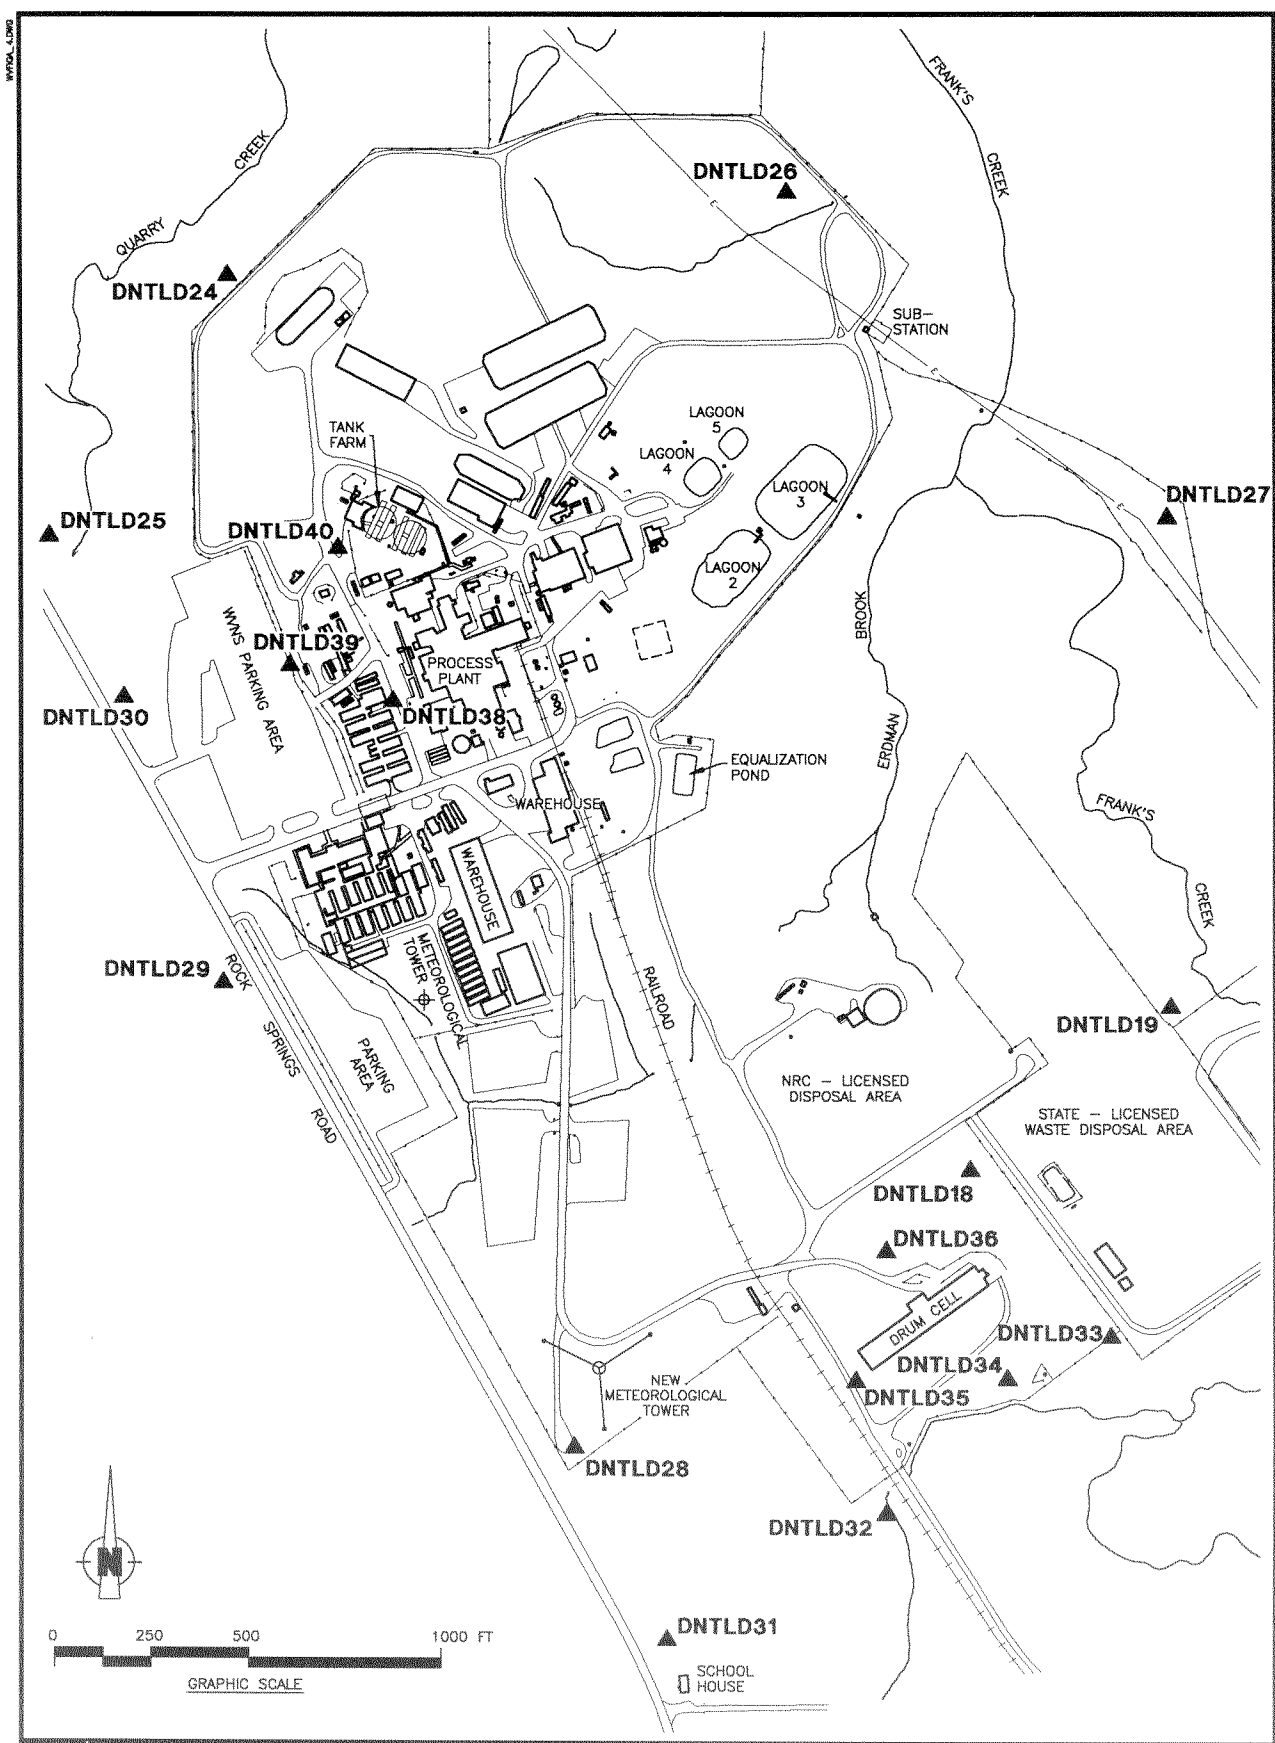 WVFIQA_4.DWG
FRANK'S
CREEK
CREEK
QUARRY
DNTLD26
DNTLD24
SUB-
STATION
TANK
FARM
LAGOON
5
LAGOON
4
LAGOON
3
DNTLD27
DNTLD25
DNTLD40
LAGOON
2
BROOK
ERDMAN
WVNS PARKING AREA
DNTLD39
PROCESS
PLANT
DNTLD30
DNTLD38
EQUALIZATION
POND
WAREHOUSE
FRANK'S
CREEK
WAREHOUSE
METEOROLOGICAL
TOWER
DNTLD29
ROCK
SPRINGS
ROAD
RAILROAD
PARKING
AREA
DNTLD19
NRC - LICENSED
DISPOSAL AREA
STATE - LICENSED
WASTE DISPOSAL AREA
DNTLD18
DNTLD36
DRUM CELL
DNTLD33
DNTLD34
DNTLD35
NEW
METEOROLOGICAL
TOWER
DNTLD28
DNTLD32
N
DNTLD31
SCHOOL
HOUSE
0 250 500 1000 FT
GRAPHIC SCALE